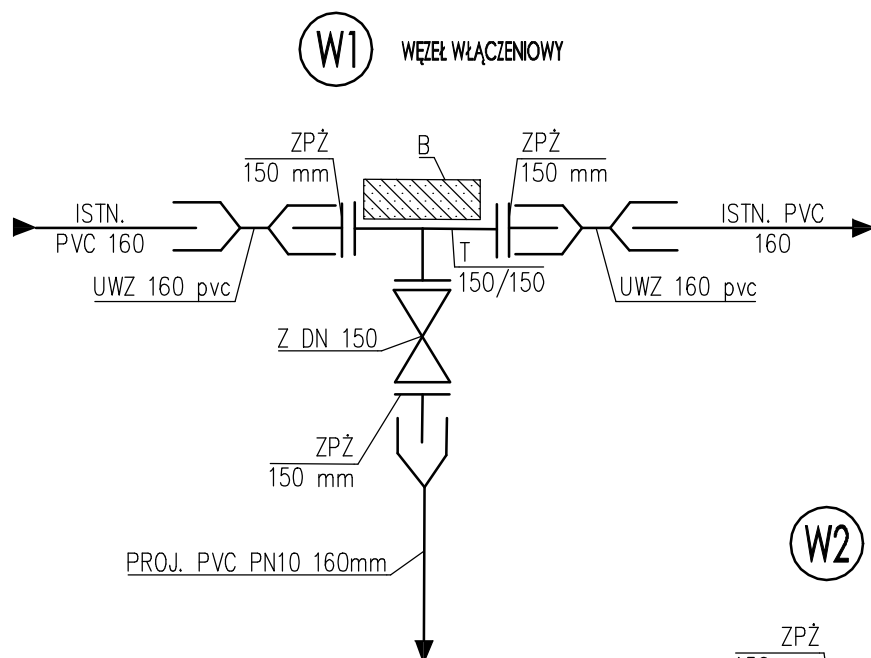 W1 WĘZEŁ WŁĄCZENIOWY
ZPŻ
150 mm
B
ZPŻ
150 mm
ISTN.
PVC 160
ISTN. PVC
160
T
150/150
UWZ 160 pvc
UWZ 160 pvc
Z DN 150
ZPŻ
150 mm
PROJ. PVC PN10 160mm
W2
ZPŻ